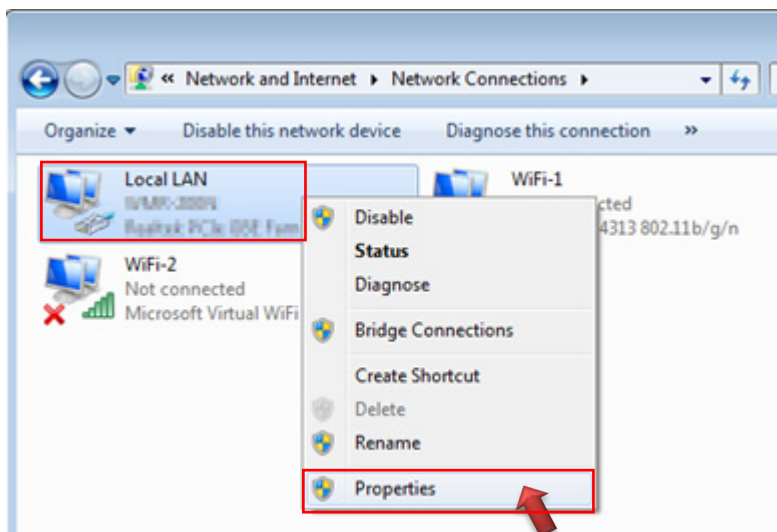 « Network and Internet ▸ Network Connections ▸
Organize ▾ Disable this network device Diagnose this connection »
Local LAN
WiFi-1
cted
4313 802.11b/g/n
WiFi-2
Not connected
Microsoft Virtual WiFi
Disable
Status
Diagnose
Bridge Connections
Create Shortcut
Delete
Rename
Properties